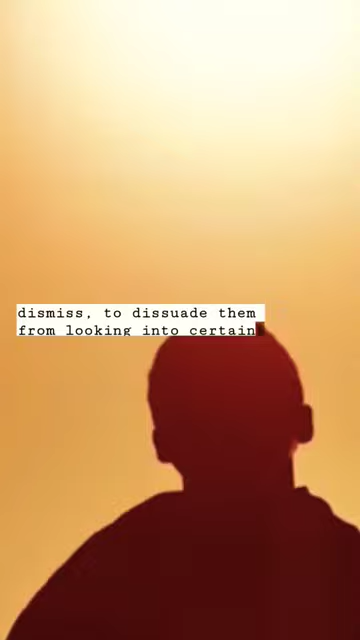 dismiss, to dissuade them
from looking into certain